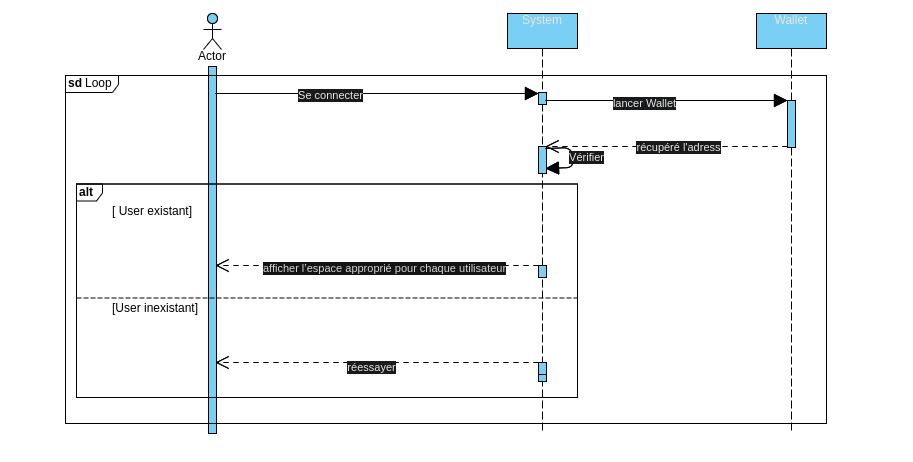 System
Wallet
Actor
sd Loop
Se connecter
lancer Wallet
récupéré l'adress
Vérifier
alt
[ User existant]
afficher l'espace approprié pour chaque utilisateur
[User inexistant]
réessayer